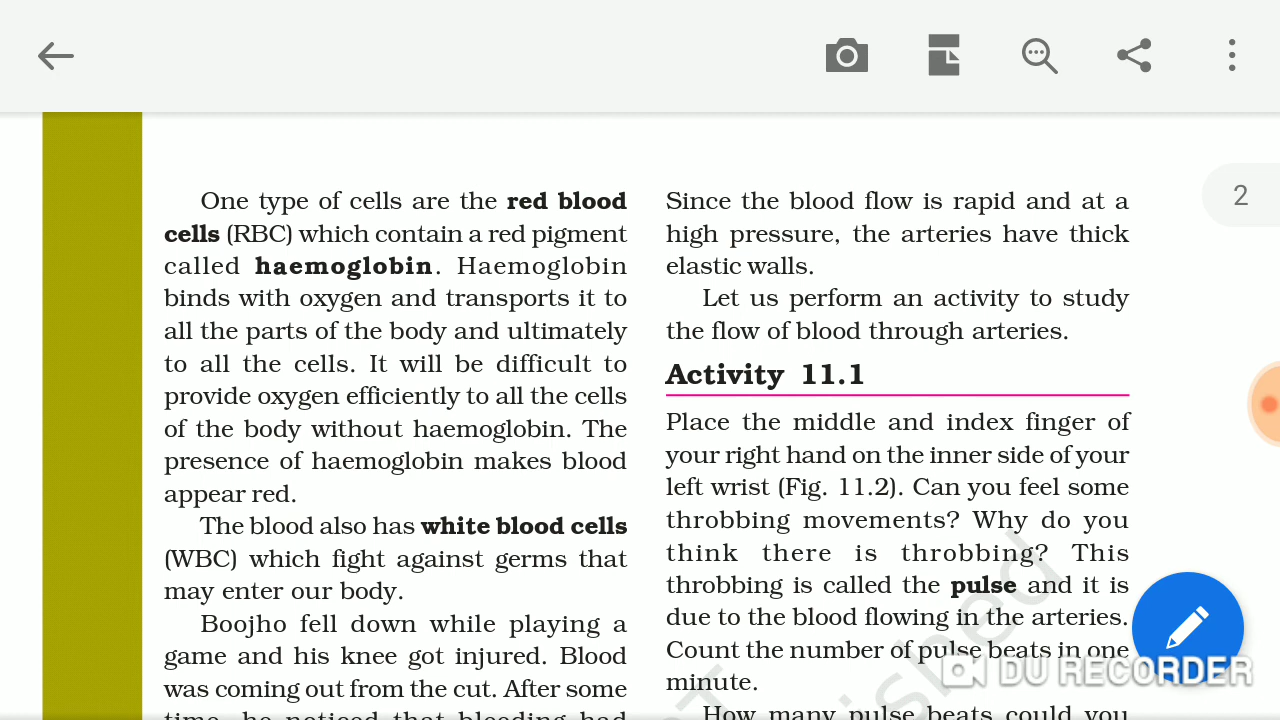 2
One type of cells are the red blood
cells (RBC) which contain a red pigment
called haemoglobin. Haemoglobin
binds with oxygen and transports it to
all the parts of the body and ultimately
to all the cells. It will be difficult to
provide oxygen efficiently to all the cells
of the body without haemoglobin. The
presence of haemoglobin makes blood
appear red.
The blood also has white blood cells
(WBC) which fight against germs that
may enter our body.
Boojho fell down while playing a
game and his knee got injured. Blood
was coming out from the cut. After some
time, he noticed that bleeding had
Since the blood flow is rapid and at a
high pressure, the arteries have thick
elastic walls.
Let us perform an activity to study
the flow of blood through arteries.
Activity 11.1
Place the middle and index finger of
your right hand on the inner side of your
left wrist (Fig. 11.2). Can you feel some
throbbing movements? Why do you
think there is throbbing? This
throbbing is called the pulse and it is
due to the blood flowing in the arteries.
Count the number of pulse beats in one
minute.
How many pulse beats could you
DU RECORDER